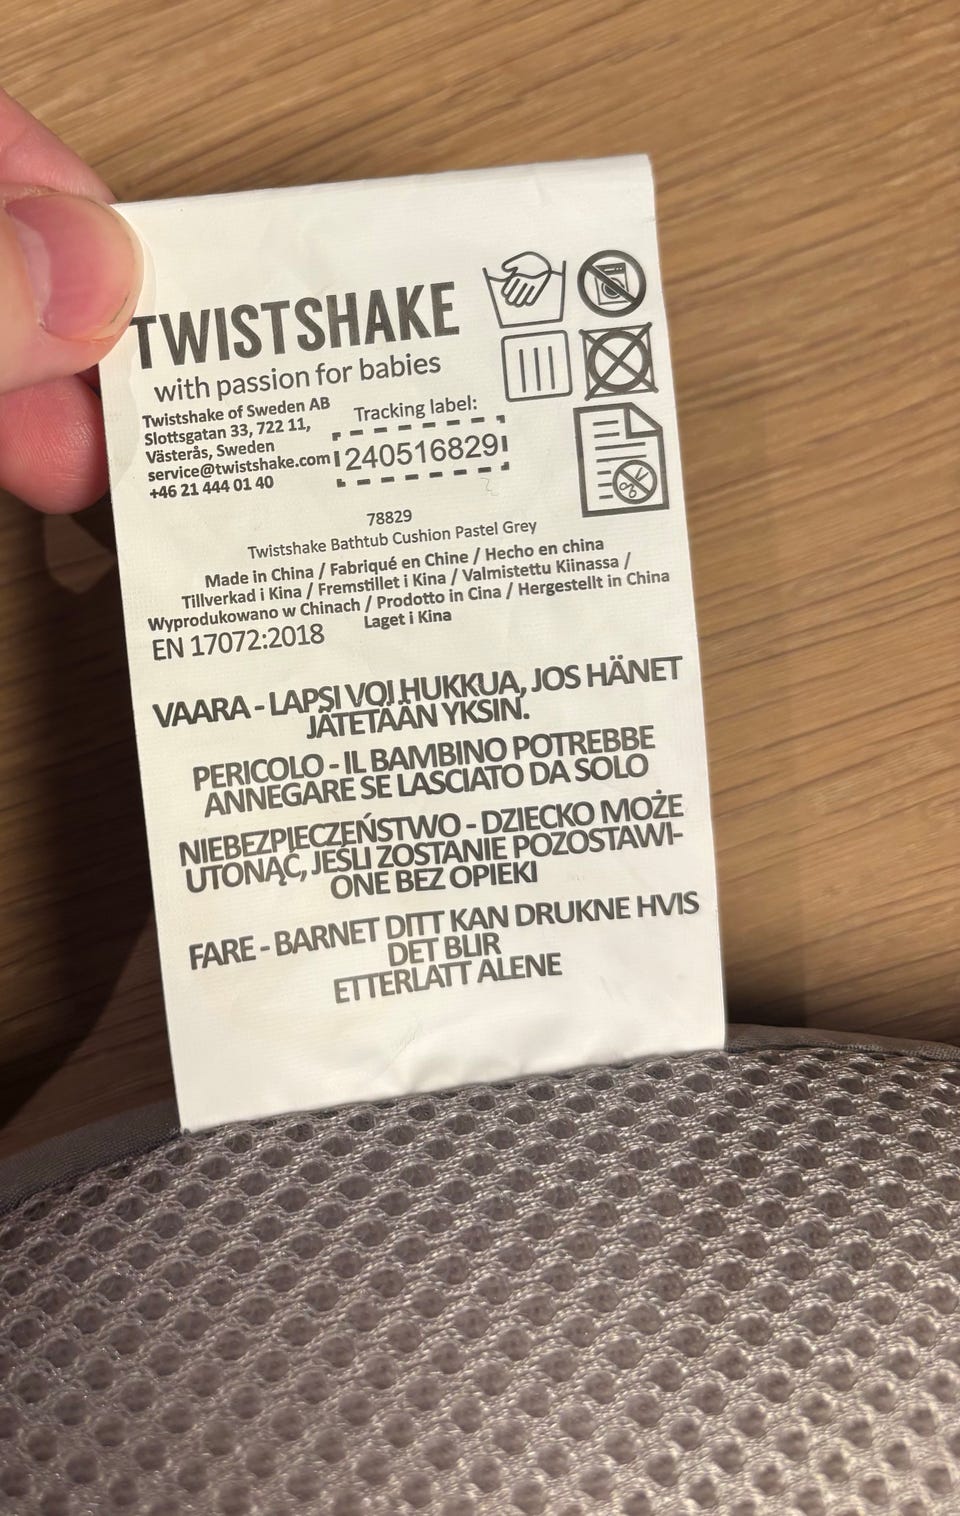 TWISTSHAKE
with passion for babies
Twistshake of Sweden AB
Slottsgatan 33, 722 11,
Västerås, Sweden
service@twistshake.com
+46 21 444 01 40
Tracking label:
240516829
78829
Twistshake Bathtub Cushion Pastel Grey
Made in China / Fabriqué en Chine / Hecho en china
Tillverkad i Kina / Fremstillet i Kina / Valmistettu Kiinassa /
Wyprodukowano w Chinach / Prodotto in Cina / Hergestellt in China
Laget i Kina
EN 17072:2018
VAARA - LAPSI VOI HUKKUA, JOS HÄNET
JÄTETÄÄN YKSIN.
PERICOLO - IL BAMBINO POTREBBE
ANNEGARE SE LASCIATO DA SOLO
NIEBEZPIECZEŃSTWO - DZIECKO MOŻE
UTONĄĆ, JEŚLI ZOSTANIE POZOSTAWI-
ONE BEZ OPIEKI
FARE - BARNET DITT KAN DRUKNE HVIS
DET BLIR
ETTERLATT ALENE